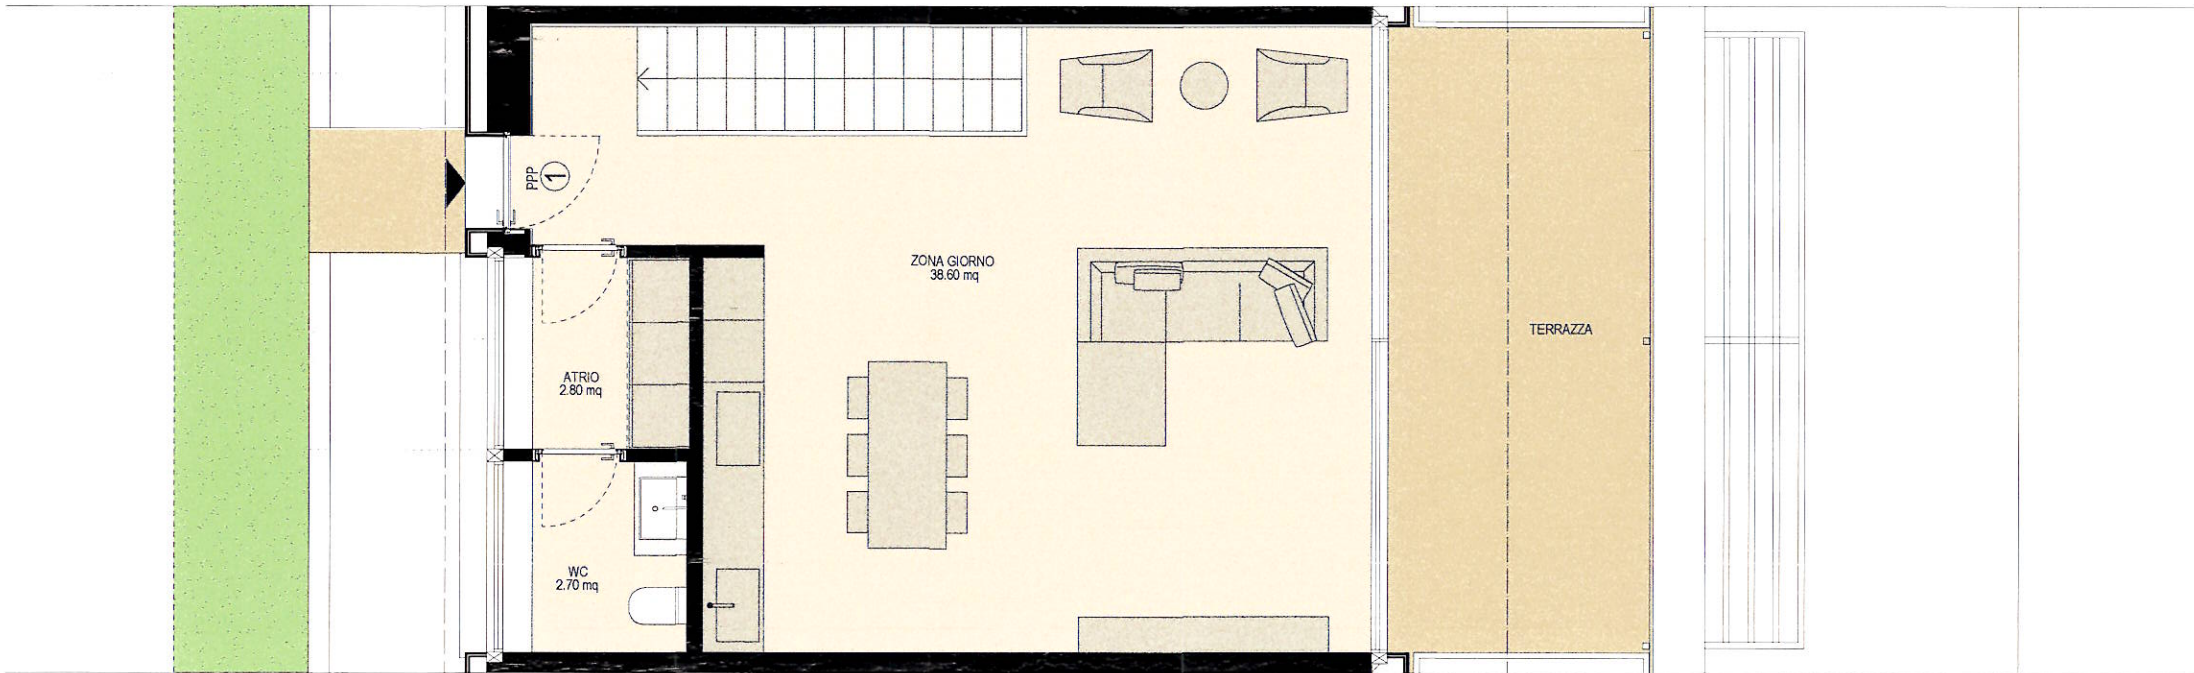 PPP
1
ZONA GIORNO
38.60 mq
TERRAZZA
ATRIO
2.80 mq
WC
2.70 mq